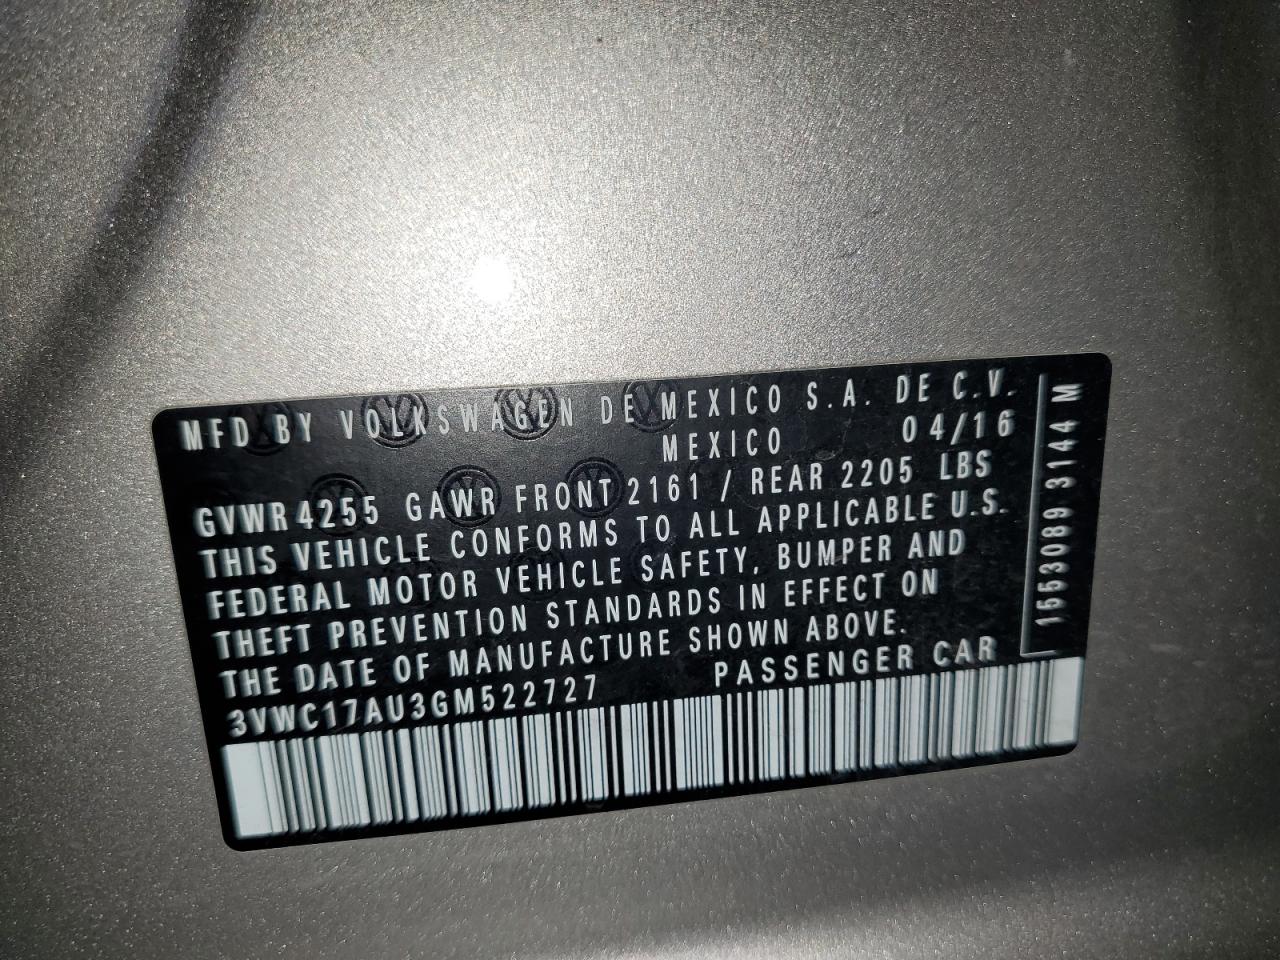 MFD BY VOLKSWAGEN DE MEXICO S.A. DE C.V.
MEXICO 04/16
GVWR 4255 GAWR FRONT 2161 / REAR 2205 LBS
THIS VEHICLE CONFORMS TO ALL APPLICABLE U.S.
FEDERAL MOTOR VEHICLE SAFETY, BUMPER AND
THEFT PREVENTION STANDARDS IN EFFECT ON
THE DATE OF MANUFACTURE SHOWN ABOVE.
3VWC17AU3GM522727 PASSENGER CAR
1553089 3144 M